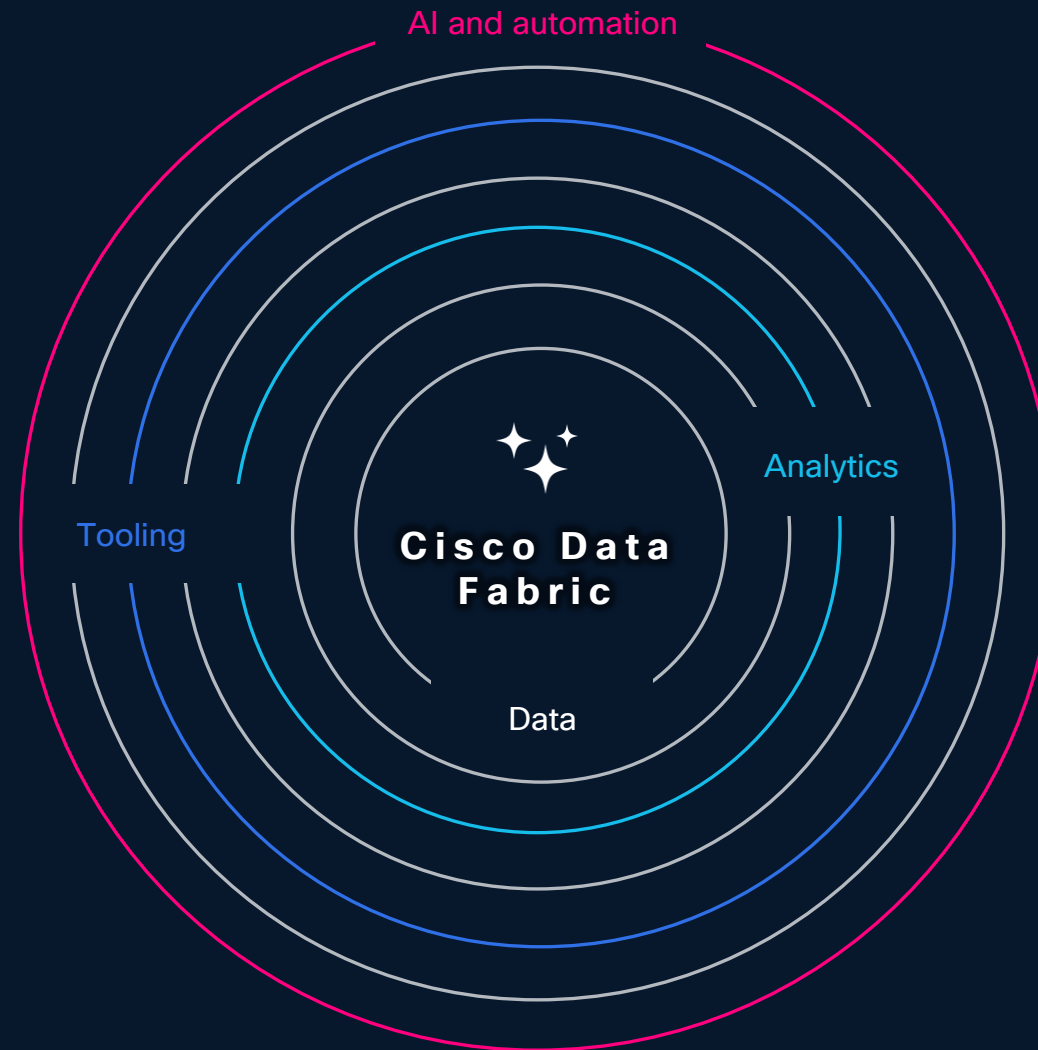 AI and automation
Analytics
Tooling
Cisco Data
Fabric
Data